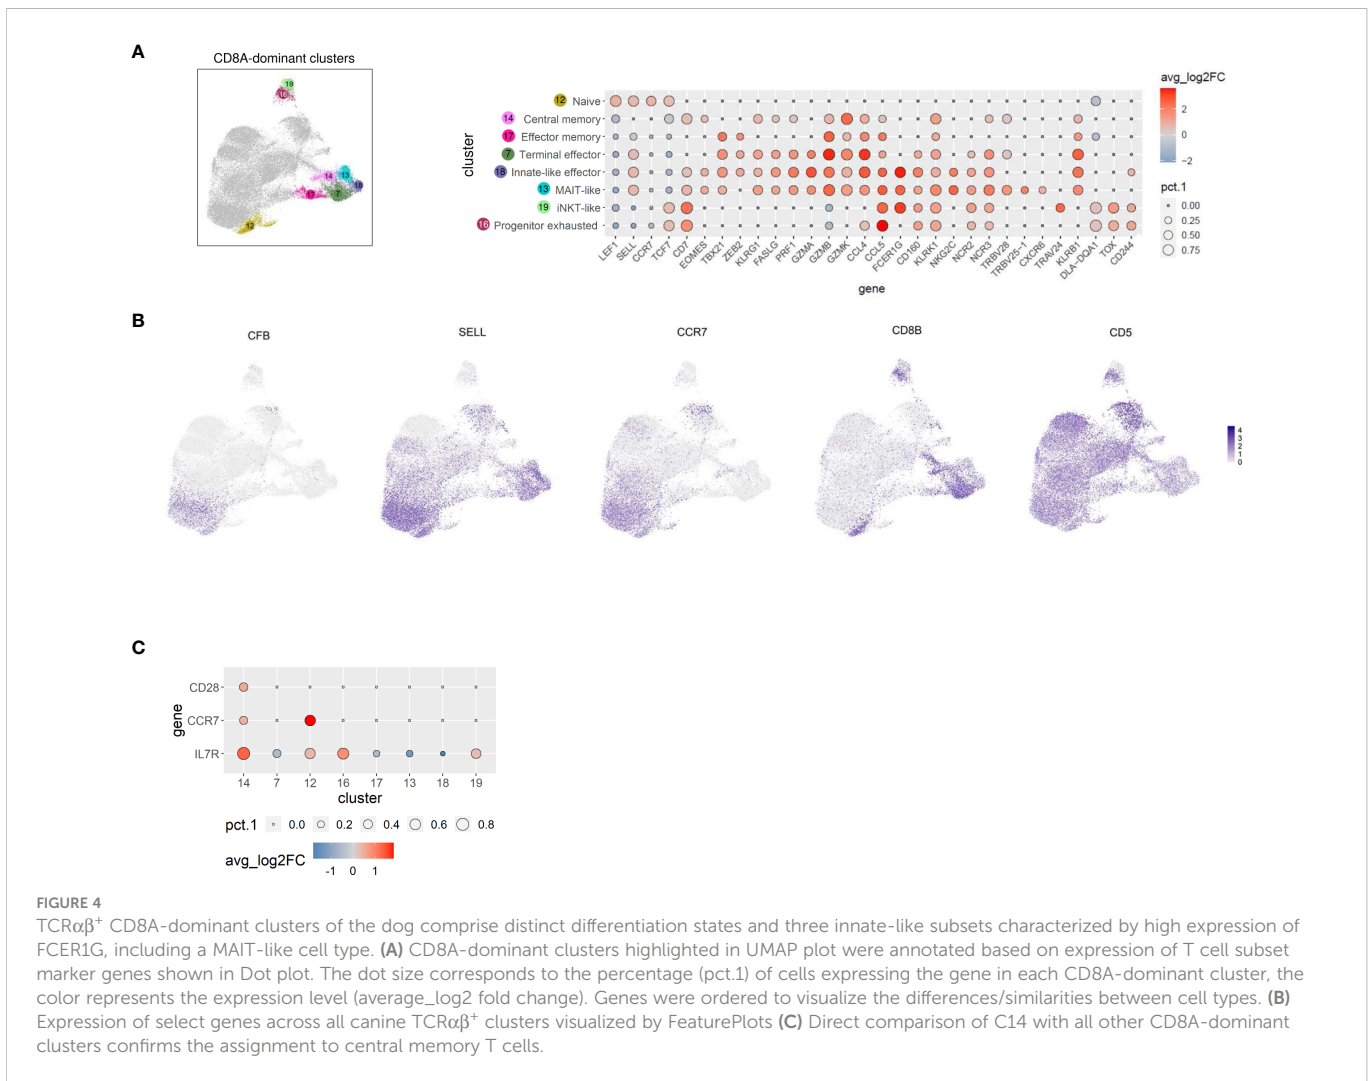 A
CD8A-dominant clusters
19
16
14
13
18
17
7
12
cluster
12 Naive
14 Central memory
17 Effector memory
7 Terminal effector
18 Innate-like effector
13 MAIT-like
19 iNKT-like
16 Progenitor exhausted
LEF1
SELL
CCR7
TCF7
CD7
EOMES
TBX21
ZEB2
KLRG1
FASLG
PRF1
GZMA
GZMB
GZMK
CCL4
CCL5
FCER1G
CD160
KLRK1
NKG2C
NCR2
NCR3
TRBV28
TRBV25-1
CXCR6
TRAV24
KLRB1
DLA-DQA1
TOX
CD244
gene
avg_log2FC
2
0
-2
pct.1
0.00
0.25
0.50
0.75
B
CFB
SELL
CCR7
CD8B
CD5
4
3
2
1
0
C
gene
CD28
CCR7
IL7R
14 7 12 16 17 13 18 19
cluster
pct.1 0.0 0.2 0.4 0.6 0.8
avg_log2FC
-1 0 1
FIGURE 4
TCRαβ+ CD8A-dominant clusters of the dog comprise distinct differentiation states and three innate-like subsets characterized by high expression of
FCER1G, including a MAIT-like cell type. (A) CD8A-dominant clusters highlighted in UMAP plot were annotated based on expression of T cell subset
marker genes shown in Dot plot. The dot size corresponds to the percentage (pct.1) of cells expressing the gene in each CD8A-dominant cluster, the
color represents the expression level (average_log2 fold change). Genes were ordered to visualize the differences/similarities between cell types. (B)
Expression of select genes across all canine TCRαβ+ clusters visualized by FeaturePlots (C) Direct comparison of C14 with all other CD8A-dominant
clusters confirms the assignment to central memory T cells.